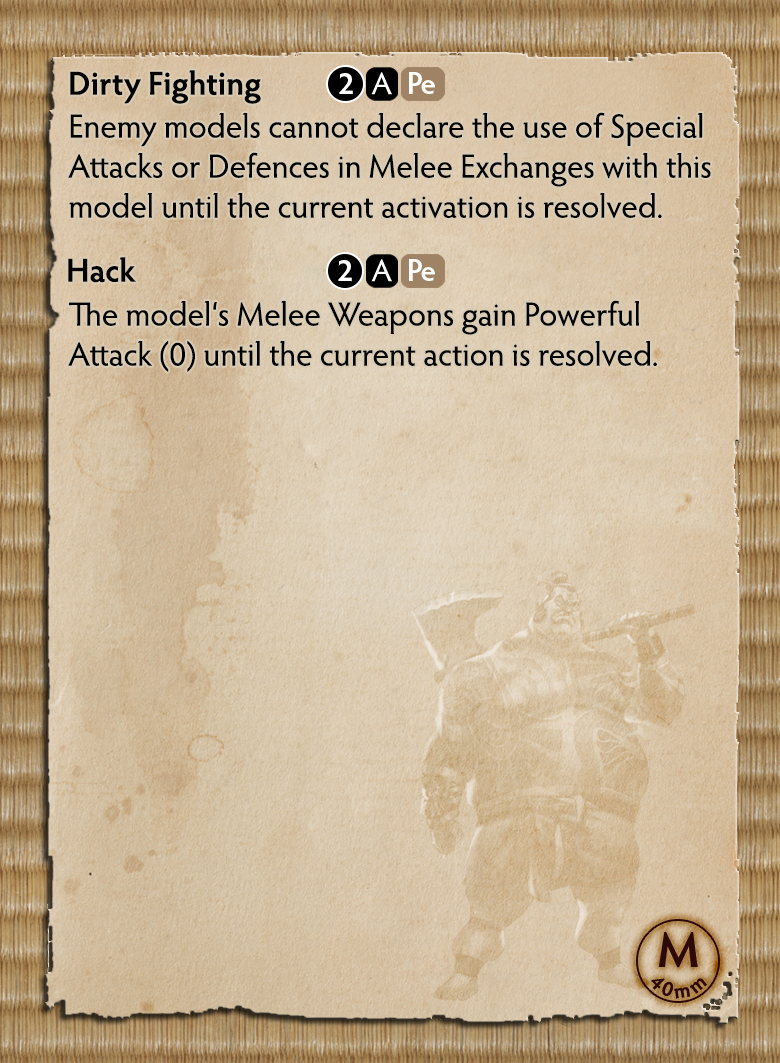 Dirty Fighting 2 A Pe
Enemy models cannot declare the use of Special
Attacks or Defences in Melee Exchanges with this
model until the current activation is resolved.
Hack 2 A Pe
The model's Melee Weapons gain Powerful
Attack (0) until the current action is resolved.
M
40mm